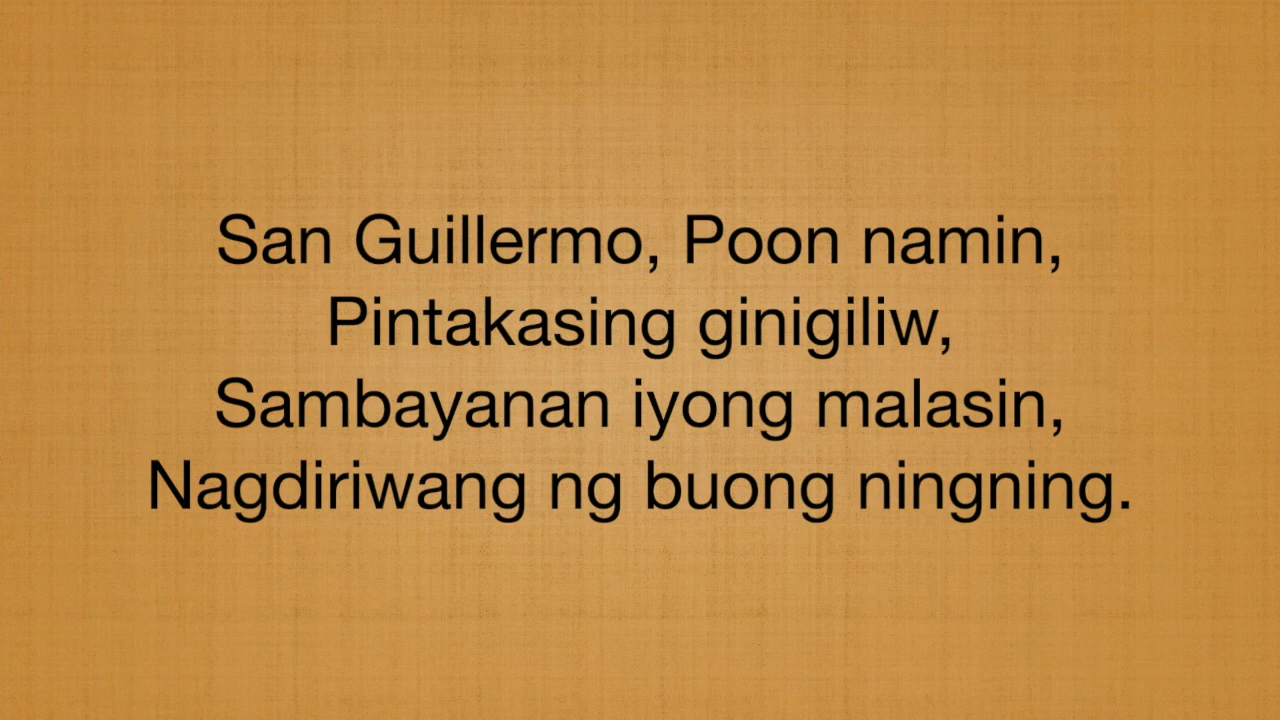 San Guillermo, Poon namin,
Pintakasing ginigiliw,
Sambayanan iyong malasin,
Nagdiriwang ng buong ningning.